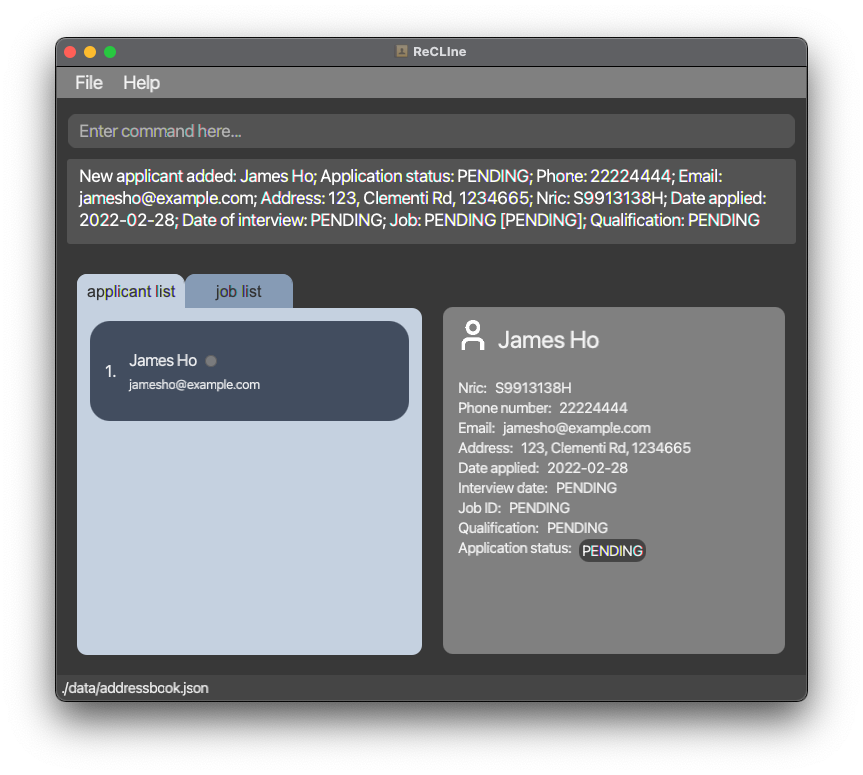 ReCLIne
File Help
Enter command here...
New applicant added: James Ho; Application status: PENDING; Phone: 22224444; Email:
jamesho@example.com; Address: 123, Clementi Rd, 1234665; Nric: S9913138H; Date applied:
2022-02-28; Date of interview: PENDING; Job: PENDING [PENDING]; Qualification: PENDING
applicant list job list
1. James Ho
jamesho@example.com
James Ho
Nric: S9913138H
Phone number: 22224444
Email: jamesho@example.com
Address: 123, Clementi Rd, 1234665
Date applied: 2022-02-28
Interview date: PENDING
Job ID: PENDING
Qualification: PENDING
Application status: PENDING
./data/addressbook.json